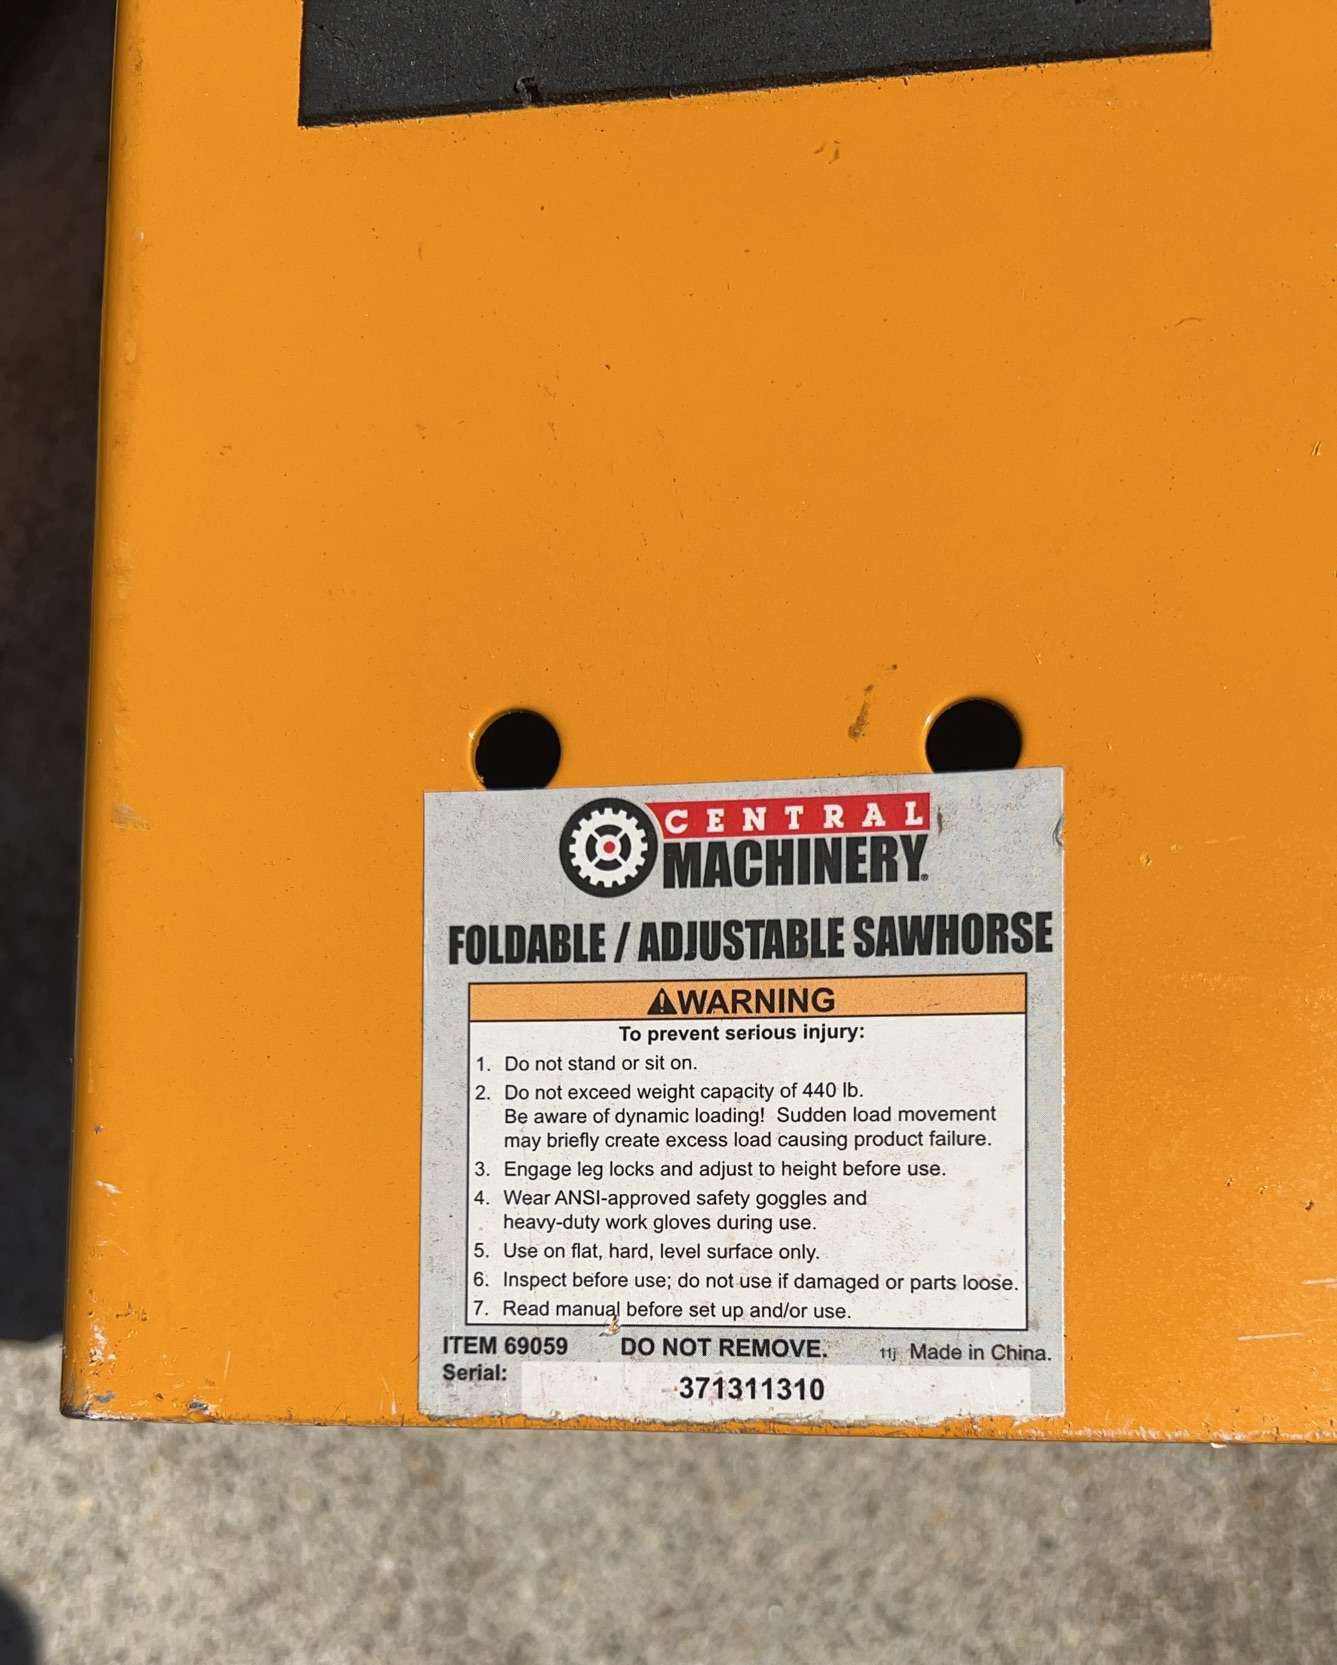 CENTRAL
MACHINERY®
FOLDABLE / ADJUSTABLE SAWHORSE
⚠WARNING
To prevent serious injury:
1. Do not stand or sit on.
2. Do not exceed weight capacity of 440 lb.
Be aware of dynamic loading! Sudden load movement
may briefly create excess load causing product failure.
3. Engage leg locks and adjust to height before use.
4. Wear ANSI-approved safety goggles and
heavy-duty work gloves during use.
5. Use on flat, hard, level surface only.
6. Inspect before use; do not use if damaged or parts loose.
7. Read manual before set up and/or use.
ITEM 69059 DO NOT REMOVE. 11j Made in China.
Serial: 371311310